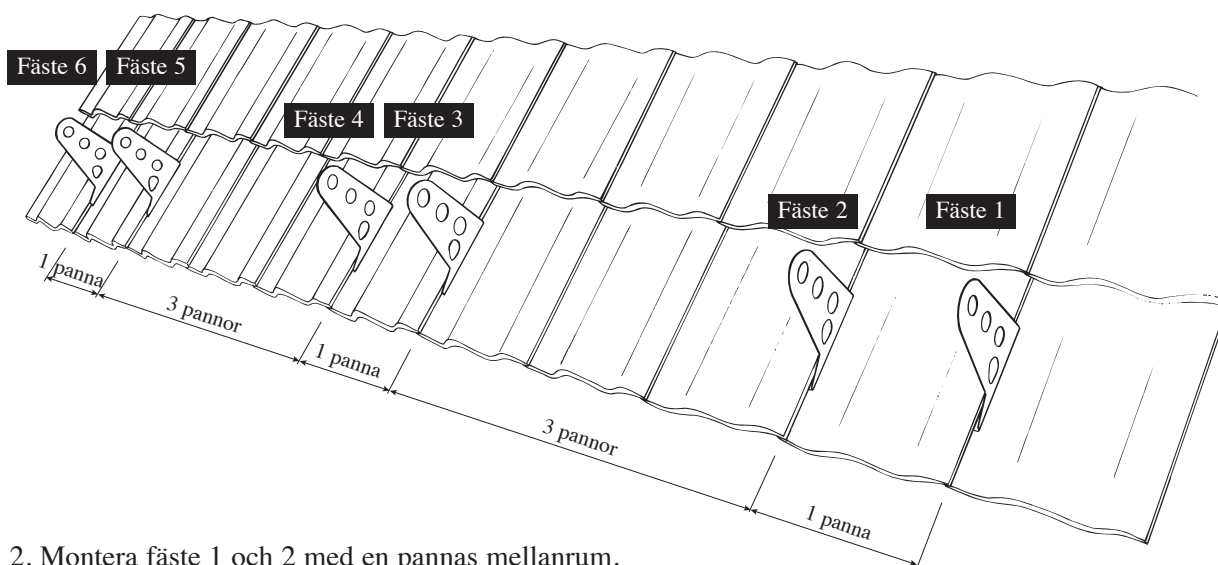 Fäste 6
Fäste 5
Fäste 4
Fäste 3
Fäste 2
Fäste 1
1 panna
3 pannor
1 panna
3 pannor
1 panna
2. Montera fäste 1 och 2 med en pannas mellanrum.